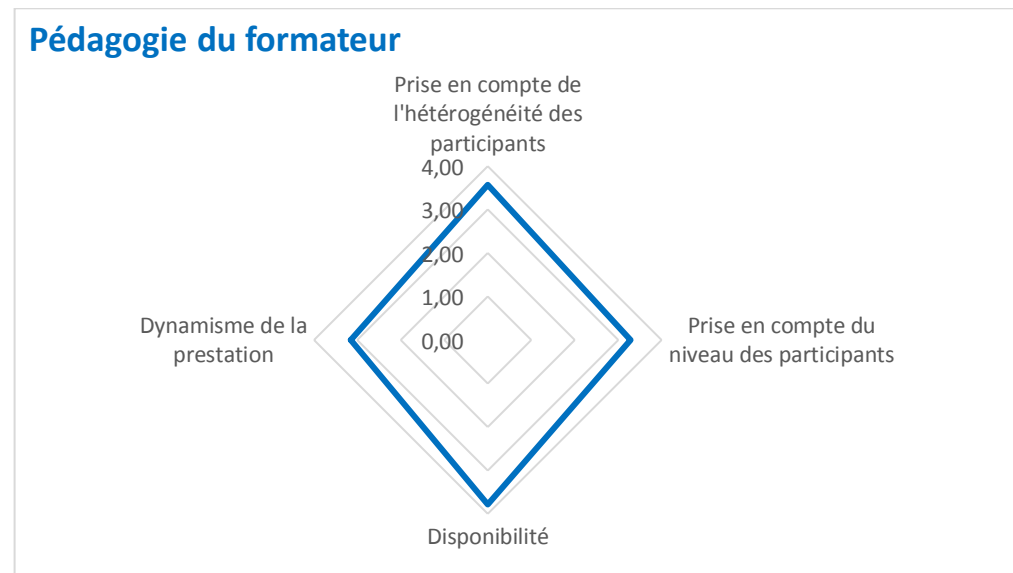 Pédagogie du formateur
Prise en compte de
l'hétérogénéité des
participants
4,00
3,00
2,00
1,00
0,00
Dynamisme de la
prestation
Prise en compte du
niveau des participants
Disponibilité